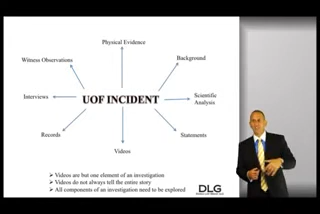 Physical Evidence
Witness Observations
Background
UOF INCIDENT
Interviews
Scientific
Analysis
Records
Statements
Videos
Videos are but one element of an investigation
Videos do not always tell the entire story
All components of an investigation need to be explored
DLG